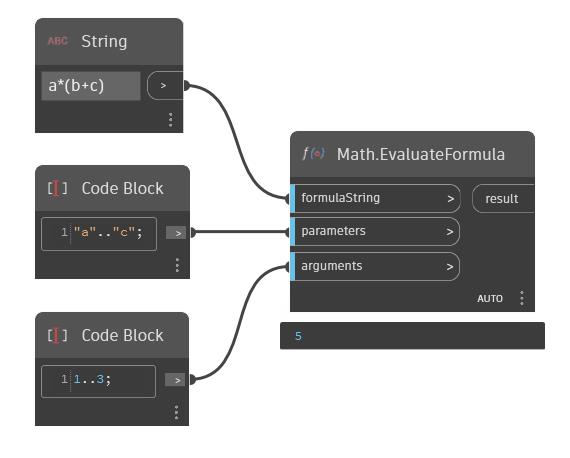 ABC String
a*(b+c) >
[I] Code Block
1 "a".."c"; >
[I] Code Block
1 1..3; >
f(●) Math.EvaluateFormula
formulaString > result
parameters >
arguments >
AUTO
5